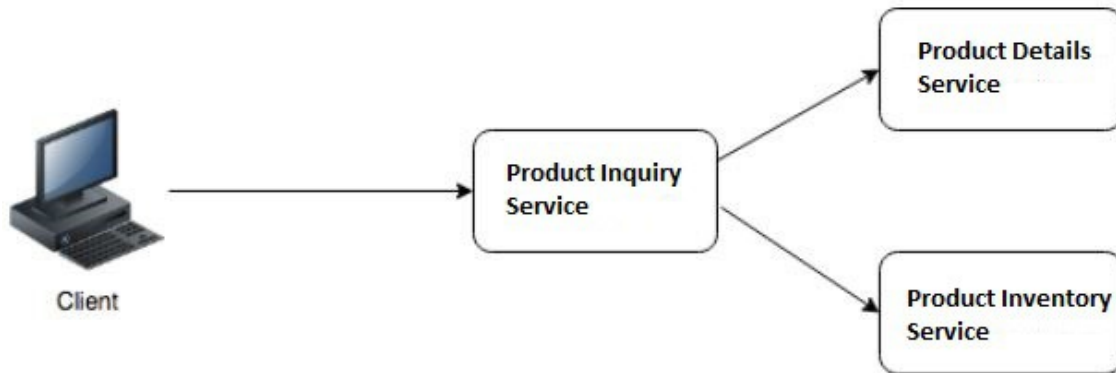 Product Details
Service
Product Inquiry
Service
Client
Product Inventory
Service